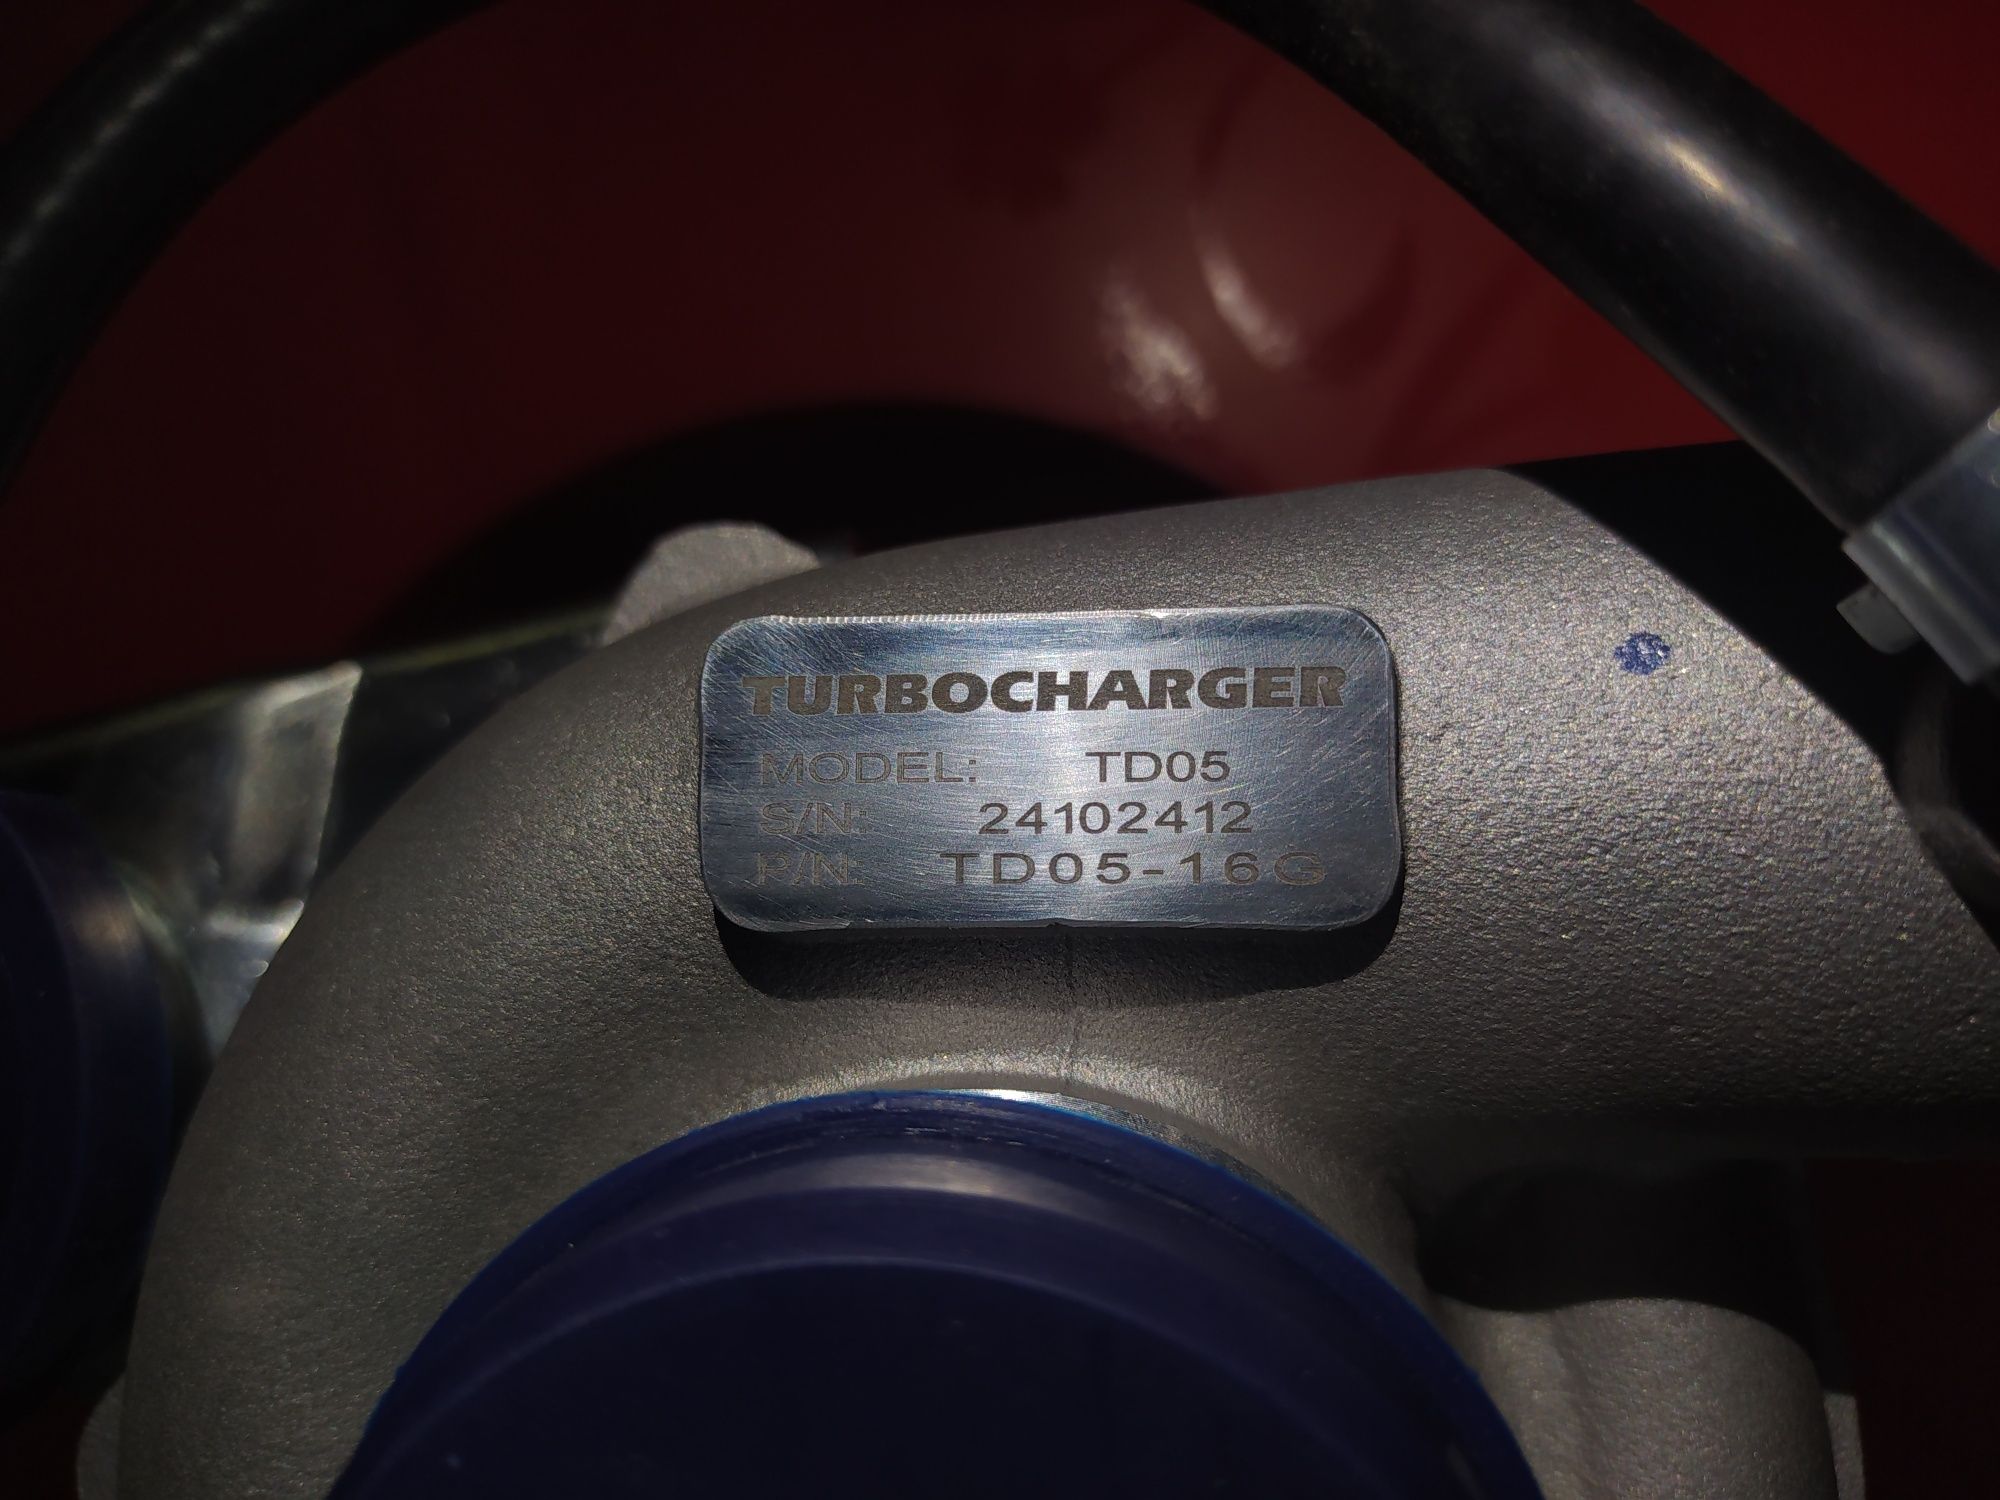 TURBOCHARGER
MODEL: TD05
S/N: 24102412
P/N: TD05-16G